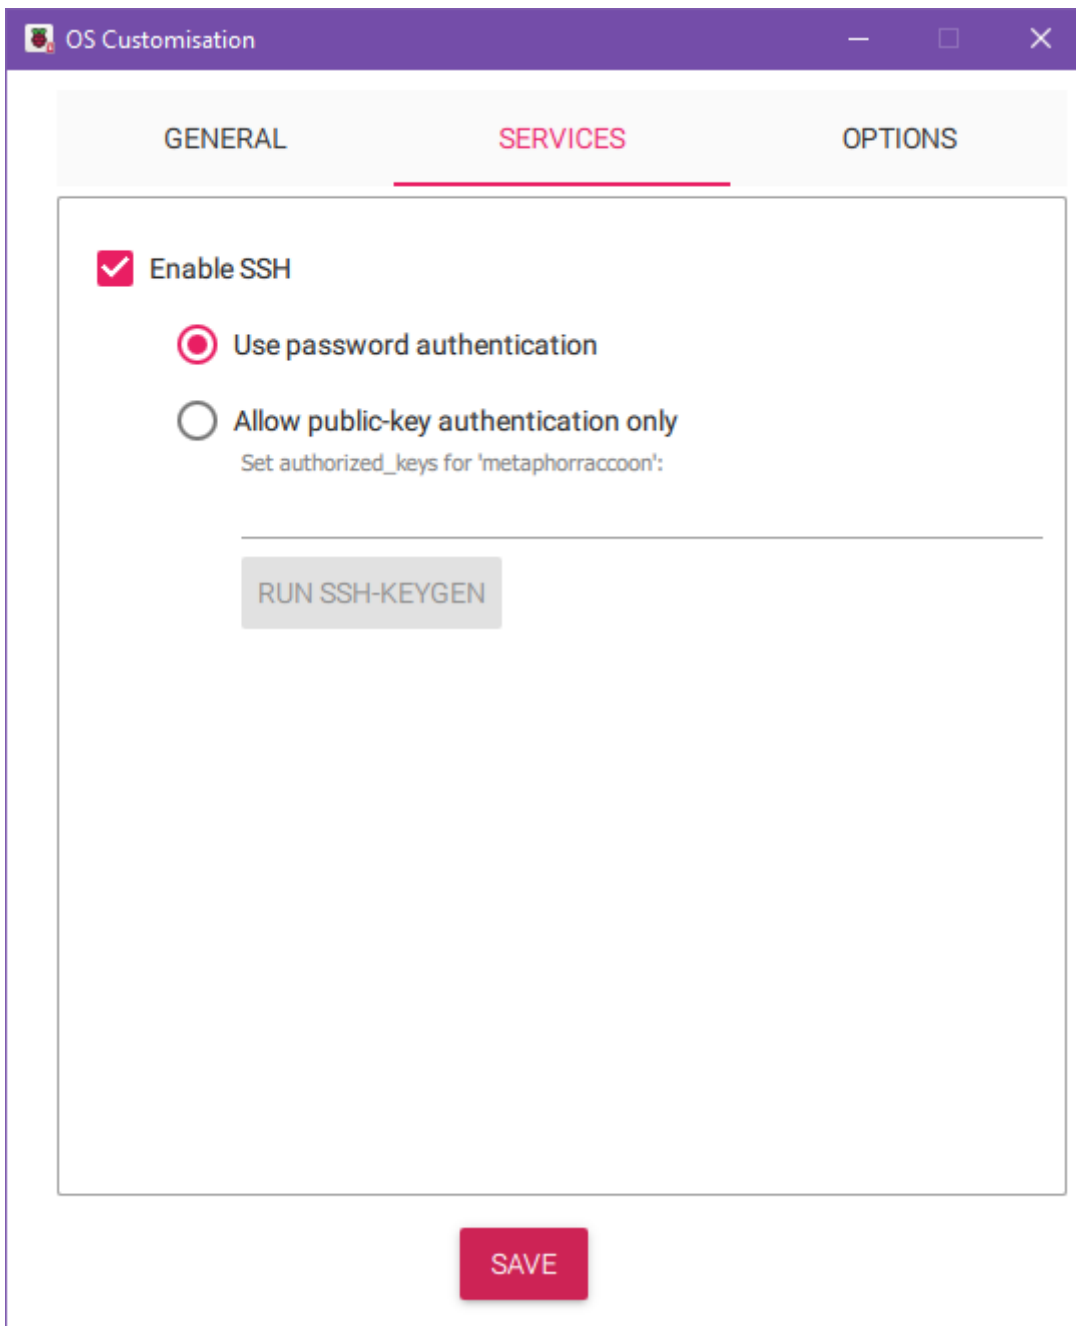 OS Customisation
GENERAL SERVICES OPTIONS
Enable SSH
Use password authentication
Allow public-key authentication only
Set authorized_keys for 'metaphorraccoon':
RUN SSH-KEYGEN
SAVE